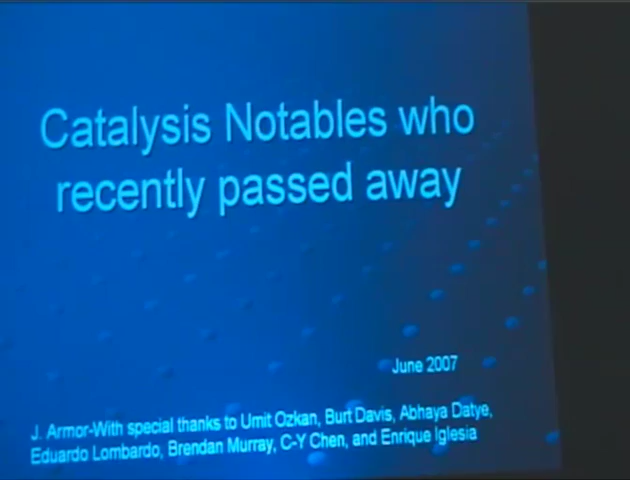 Catalysis Notables who
recently passed away
June 2007
J. Armor-With special thanks to Umit Ozkan, Burt Davis, Abhaya Datye,
Eduardo Lombardo, Brendan Murray, C-Y Chen, and Enrique Iglesia